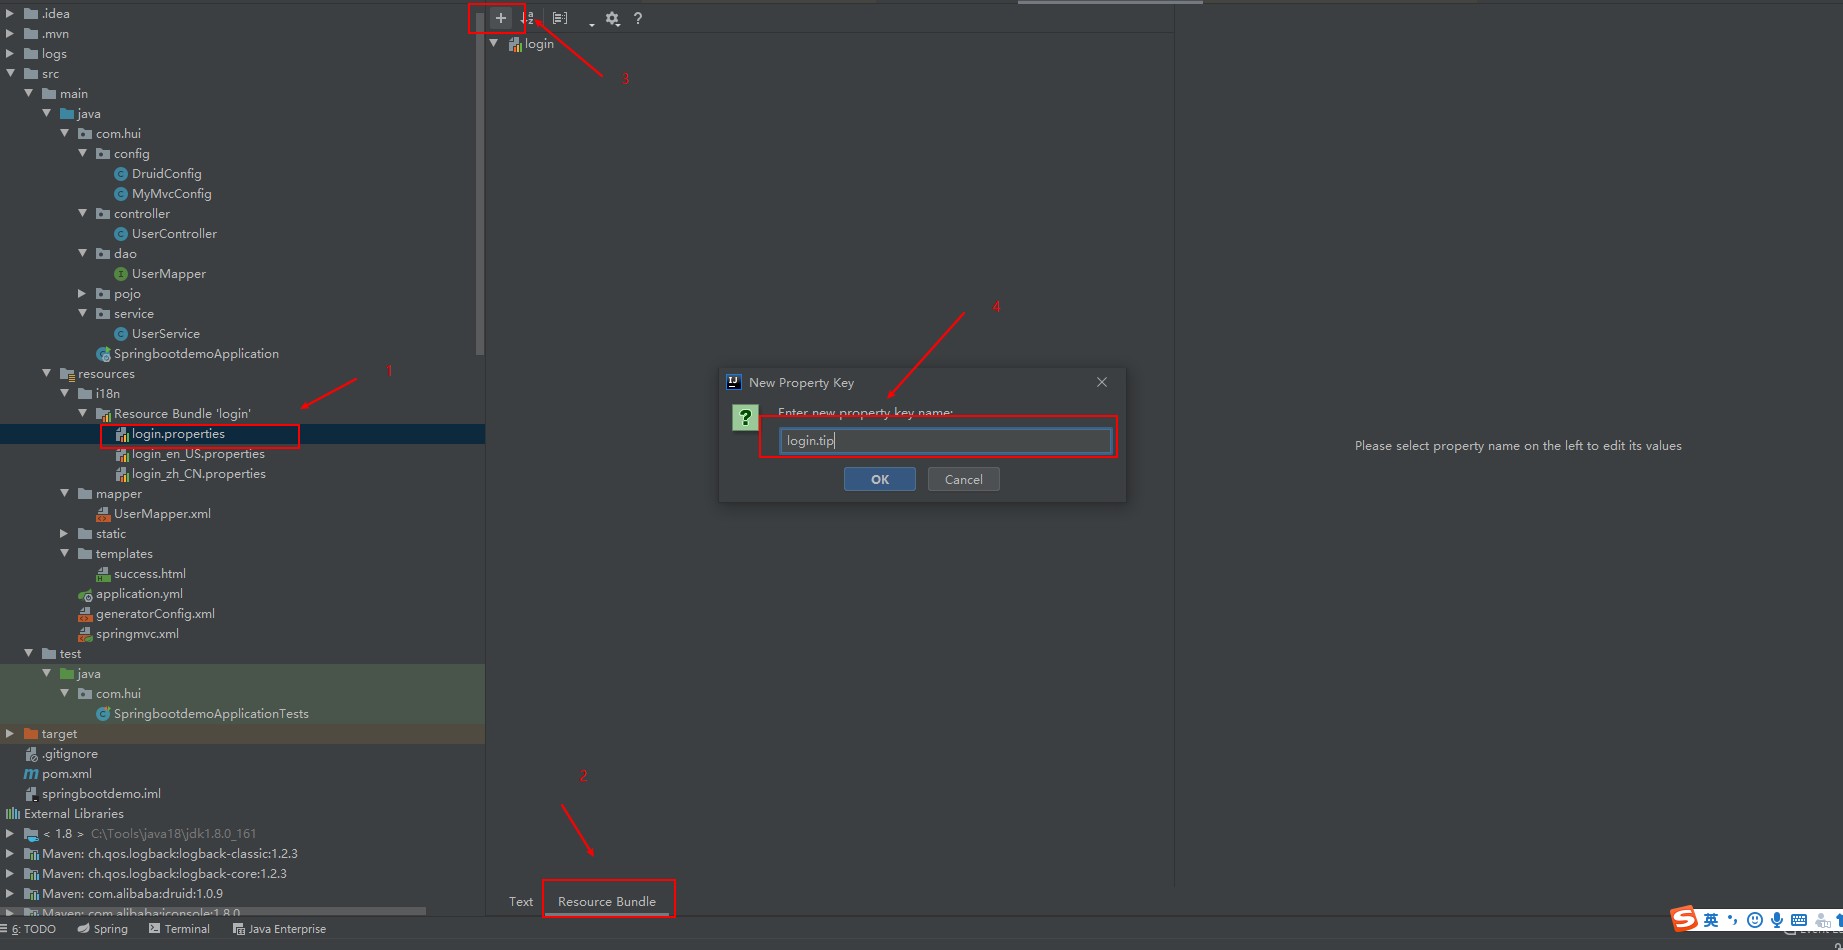 .idea
.mvn
logs
src
main
java
com.hui
config
DruidConfig
MyMvcConfig
controller
UserController
dao
UserMapper
pojo
service
UserService
SpringbootdemoApplication
resources
i18n
Resource Bundle 'login'
login.properties
login_en_US.properties
login_zh_CN.properties
mapper
UserMapper.xml
static
templates
success.html
application.yml
generatorConfig.xml
springmvc.xml
test
java
com.hui
SpringbootdemoApplicationTests
target
.gitignore
pom.xml
springbootdemo.iml
External Libraries
< 1.8 > C:\Tools\java18\jdk1.8.0_161
Maven: ch.qos.logback:logback-classic:1.2.3
Maven: ch.qos.logback:logback-core:1.2.3
Maven: com.alibaba:druid:1.0.9
Maven: com.alibaba:jconsole:1.8.0
1
login
3
4
New Property Key
Enter new property key name:
login.tip
OK
Cancel
Please select property name on the left to edit its values
2
Text
Resource Bundle
6: TODO
Spring
Terminal
Java Enterprise
英